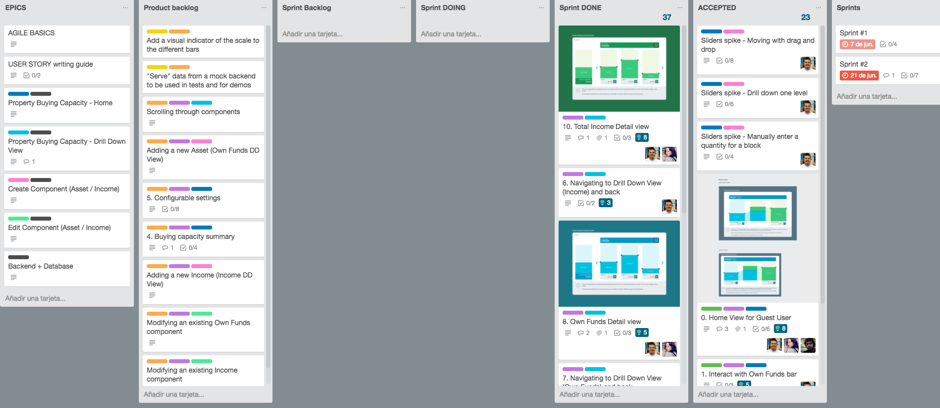 EPICS
AGILE BASICS
USER STORY writing guide
0/2
Property Buying Capacity - Home
Property Buying Capacity - Drill Down
View
1
Create Component (Asset / Income)
Edit Component (Asset / Income)
Backend + Database
Añadir una tarjeta...
Product backlog
Add a visual indicator of the scale to
the different bars
"Serve" data from a mock backend
to be used in tests and for demos
Scrolling through components
Adding a new Asset (Own Funds DD
View)
5. Configurable settings
0/8
4. Buying capacity summary
1 0/4
Adding a new Income (Income DD
View)
Modifying an existing Own Funds
component
Modifying an existing Income
component
Añadir una tarjeta...
Sprint Backlog
Añadir una tarjeta...
Sprint DOING
Añadir una tarjeta...
Sprint DONE
37
10. Total Income Detail view
1 1 0/3 8
6. Navigating to Drill Down View
(Income) and back
0/2 3
8. Own Funds Detail view
2 1 0/3 5
7. Navigating to Drill Down View
(Own Funds) and back
Añadir una tarjeta...
ACCEPTED
23
Sliders spike - Moving with drag and
drop
0/8
Sliders spike - Drill down one level
0/6
Sliders spike - Manually enter a
quantity for a block
0/4
0. Home View for Guest User
3 1 0/6 8
1. Interact with Own Funds bar
0/2 5
Añadir una tarjeta...
Sprints
Sprint #1
7 de jun. 0/4
Sprint #2
21 de jun. 1 0/7
Añadir una tarjeta...